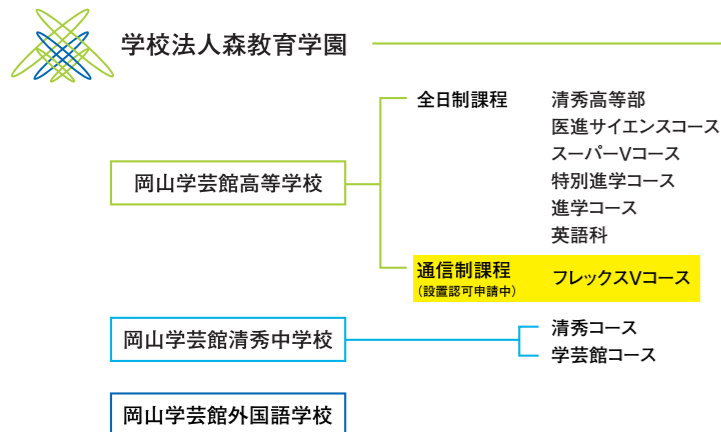 学校法人森教育学園
岡山学芸館高等学校
全日制課程
清秀高等部
医進サイエンスコース
スーパーVコース
特別進学コース
進学コース
英語科
通信制課程
(設置認可申請中)
フレックスVコース
岡山学芸館清秀中学校
清秀コース
学芸館コース
岡山学芸館外国語学校